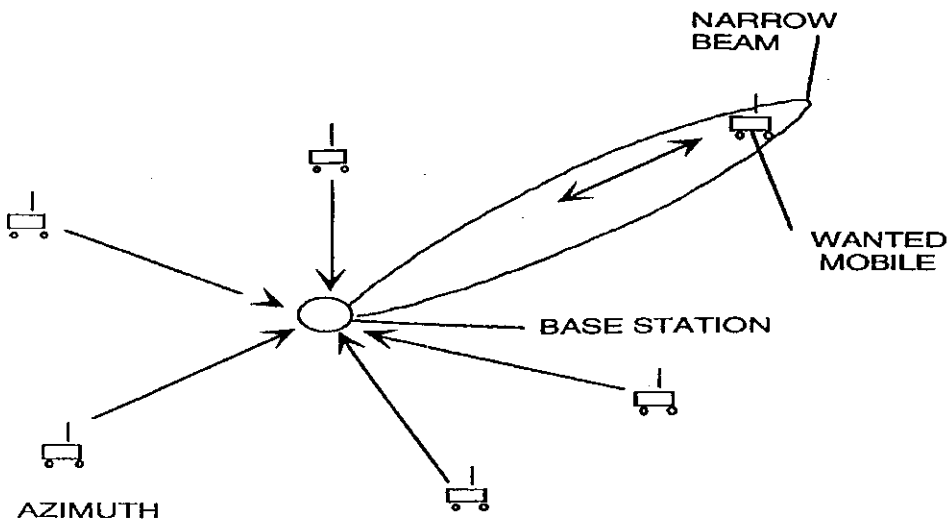 NARROW
BEAM
WANTED
MOBILE
BASE STATION
AZIMUTH